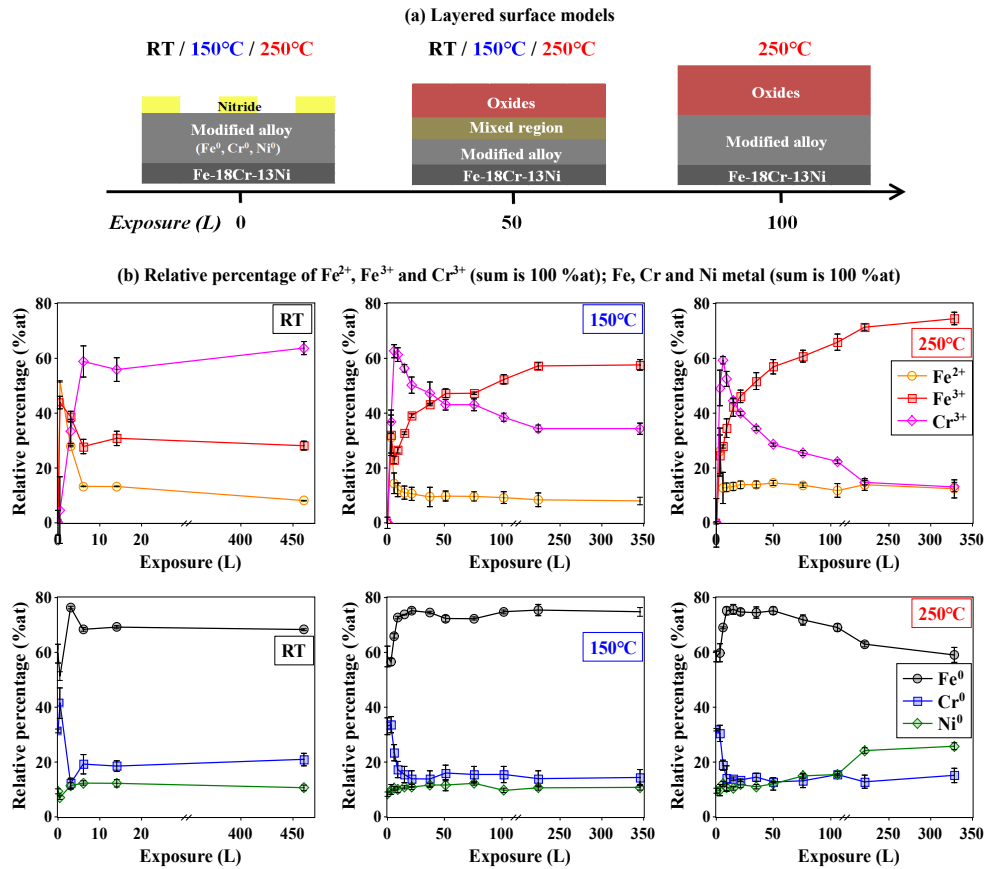 (a) Layered surface models
RT / 150°C / 250°C
RT / 150°C / 250°C
250°C
Nitride
Modified alloy
(Fe⁰, Cr⁰, Ni⁰)
Fe-18Cr-13Ni
Oxides
Mixed region
Modified alloy
Fe-18Cr-13Ni
Oxides
Modified alloy
Fe-18Cr-13Ni
Exposure (L) 0 50 100
(b) Relative percentage of Fe²⁺, Fe³⁺ and Cr³⁺ (sum is 100 %at); Fe, Cr and Ni metal (sum is 100 %at)
Relative percentage (%at)
80
60
40
20
0
RT
0 10 20 400 450
Exposure (L)
Relative percentage (%at)
80
60
40
20
0
150°C
0 50 100 250 300 350
Exposure (L)
Relative percentage (%at)
80
60
40
20
0
250°C
Fe²⁺
Fe³⁺
Cr³⁺
0 50 100 250 300 350
Exposure (L)
Relative percentage (%at)
80
60
40
20
0
RT
0 10 20 400 450
Exposure (L)
Relative percentage (%at)
80
60
40
20
0
150°C
0 50 100 250 300 350
Exposure (L)
Relative percentage (%at)
80
60
40
20
0
250°C
Fe⁰
Cr⁰
Ni⁰
0 50 100 250 300 350
Exposure (L)